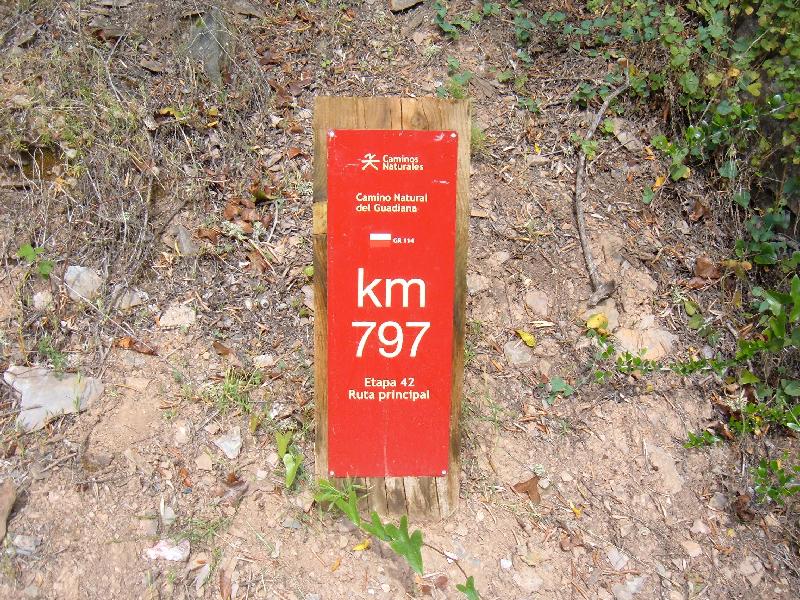 Caminos
Naturales
Camino Natural
del Guadiana
GR 114
km
797
Etapa 42
Ruta principal